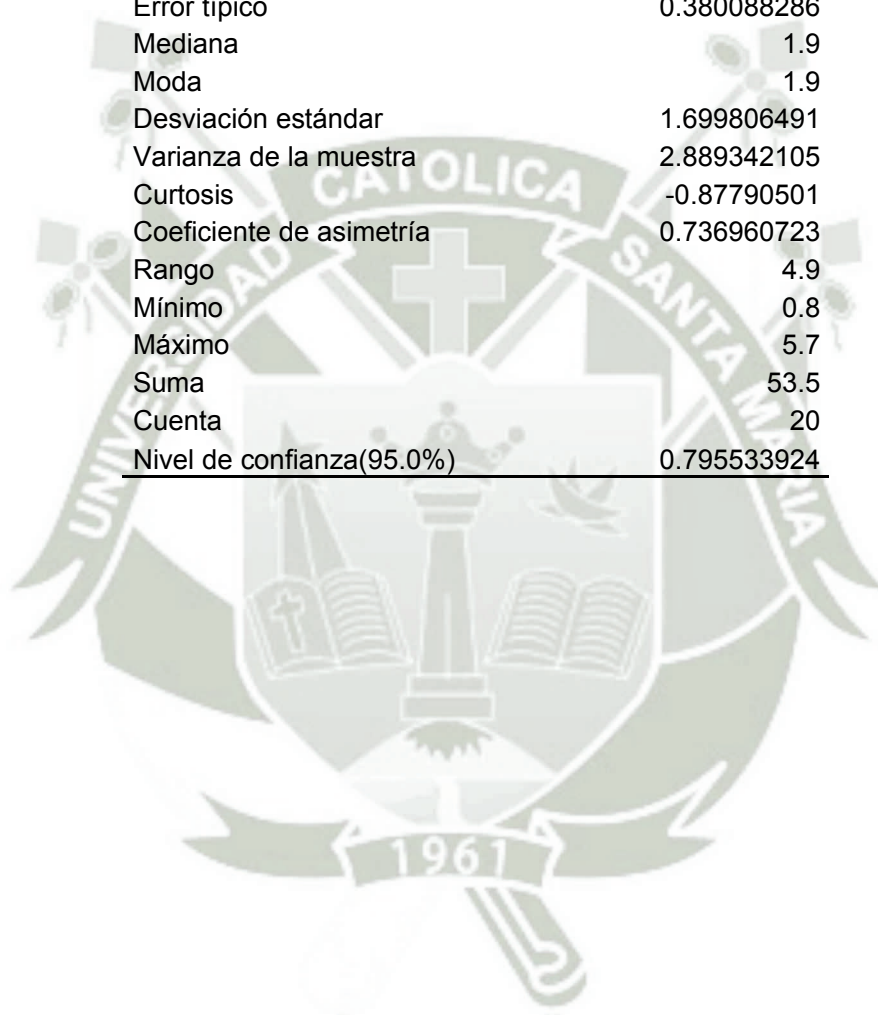 Error típico 0.380088286
Mediana 1.9
Moda 1.9
Desviación estándar 1.699806491
Varianza de la muestra 2.889342105
Curtosis -0.87790501
Coeficiente de asimetría 0.736960723
Rango 4.9
Mínimo 0.8
Máximo 5.7
Suma 53.5
Cuenta 20
Nivel de confianza(95.0%) 0.795533924
UNIVERSIDAD CATOLICA SANTA MARIA
1961